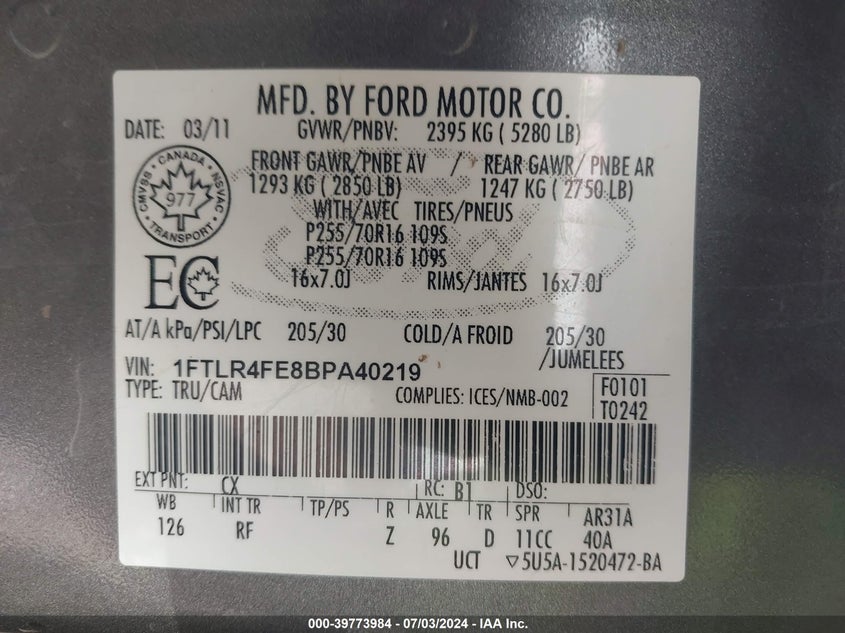 MFD. BY FORD MOTOR CO.
DATE: 03/11 GVWR/PNBV: 2395 KG ( 5280 LB)
FRONT GAWR/PNBE AV / REAR GAWR/ PNBE AR
1293 KG ( 2850 LB) 1247 KG ( 2750 LB)
WITH/AVEC TIRES/PNEUS
P255/70R16 109S
P255/70R16 109S
16x7.0J RIMS/JANTES 16x7.0J
CANADA
CMVSS NSVAC
977
TRANSPORT
EC
AT/A kPa/PSI/LPC 205/30 COLD/A FROID 205/30
/JUMELEES
VIN: 1FTLR4FE8BPA40219
TYPE: TRU/CAM COMPLIES: ICES/NMB-002
F0101
T0242
EXT PNT: CX RC: B1 DSO:
WB INT TR TP/PS R AXLE TR SPR AR31A
126 RF Z 96 D 11CC 40A
UCT ▽5U5A-1520472-BA
000-39773984 - 07/03/2024 - IAA Inc.